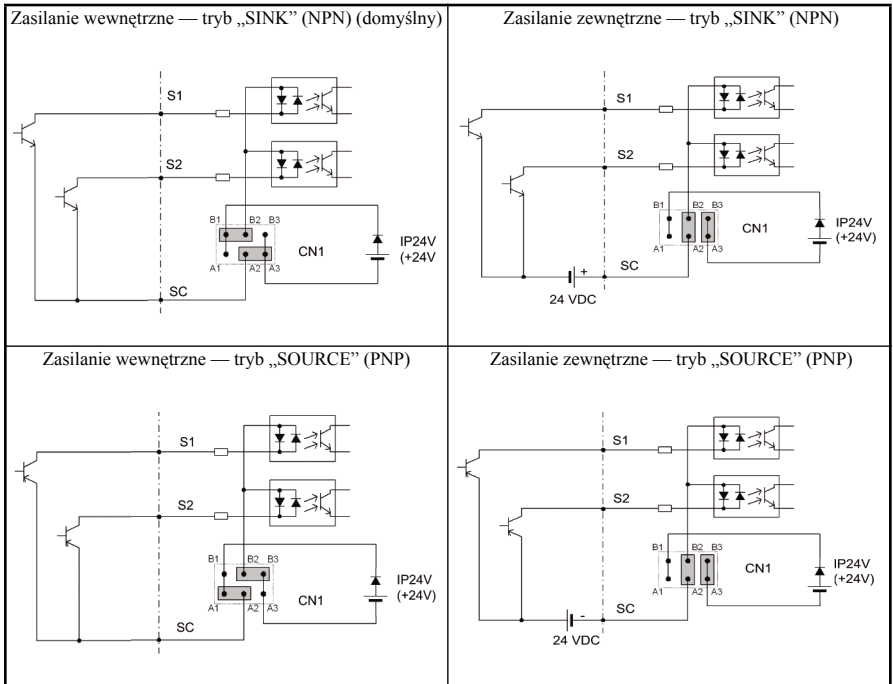 Zasilanie wewnętrzne — tryb „SINK” (NPN) (domyślny)
S1
S2
B1 B2 B3
CN1
IP24V
(+24V
A1 A2 A3
SC
Zasilanie zewnętrzne — tryb „SINK” (NPN)
S1
S2
B1 B2 B3
CN1
IP24V
(+24V)
A1 A2 A3
+
SC
24 VDC
Zasilanie wewnętrzne — tryb „SOURCE” (PNP)
S1
S2
B1 B2 B3
CN1
IP24V
(+24V)
A1 A2 A3
SC
Zasilanie zewnętrzne — tryb „SOURCE” (PNP)
S1
S2
B1 B2 B3
CN1
IP24V
(+24V)
A1 A2 A3
-
SC
24 VDC